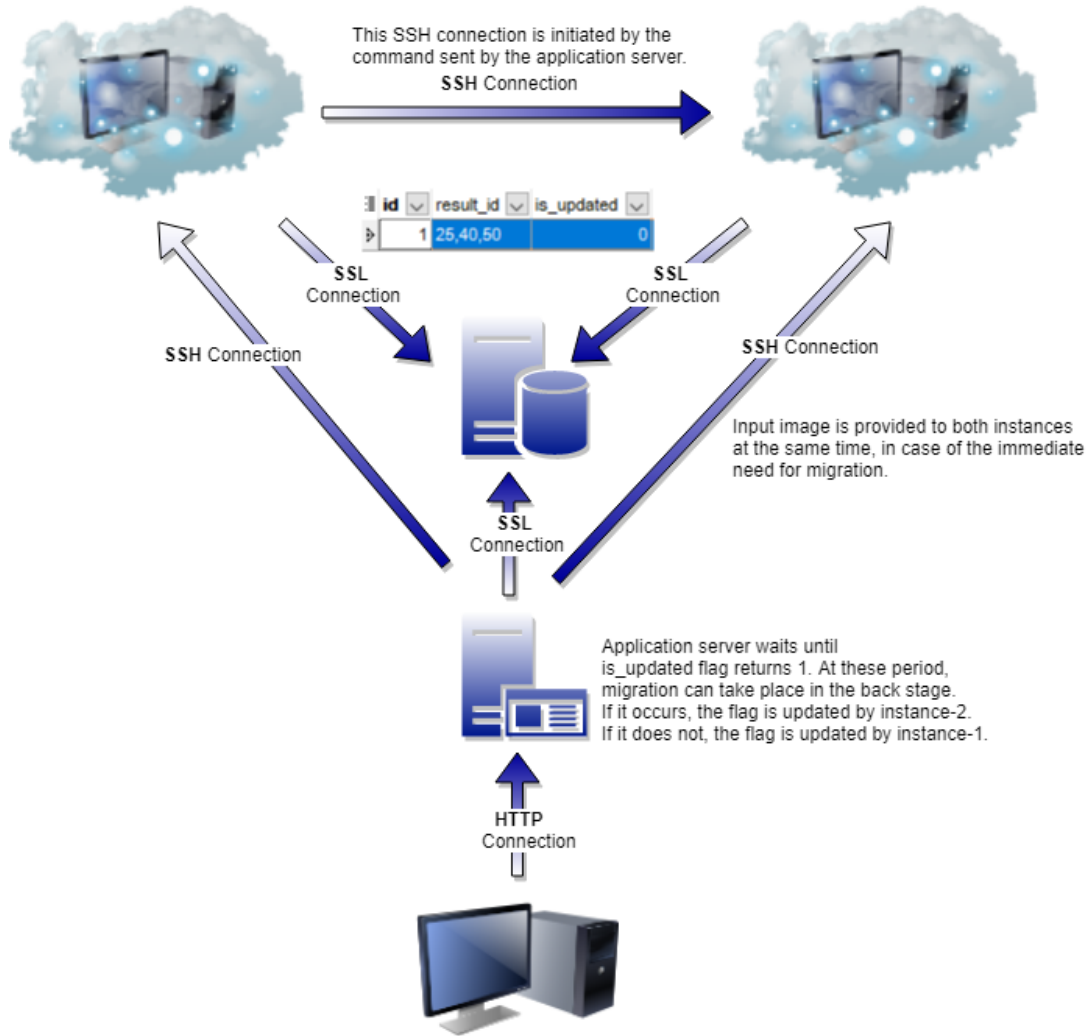 This SSH connection is initiated by the
command sent by the application server.
SSH Connection
id result_id is_updated
1 25,40,50 0
SSL
Connection
SSL
Connection
SSH Connection
SSH Connection
Input image is provided to both instances
at the same time, in case of the immediate
need for migration.
SSL
Connection
Application server waits until
is_updated flag returns 1. At these period,
migration can take place in the back stage.
If it occurs, the flag is updated by instance-2.
If it does not, the flag is updated by instance-1.
HTTP
Connection